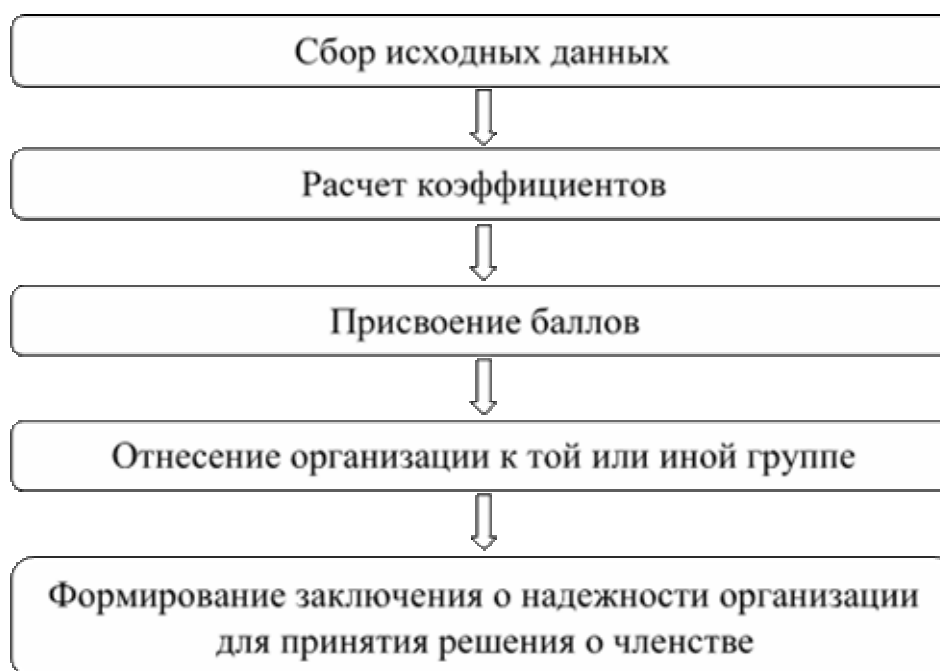 Сбор исходных данных
Расчет коэффициентов
Присвоение баллов
Отнесение организации к той или иной группе
Формирование заключения о надежности организации
для принятия решения о членстве